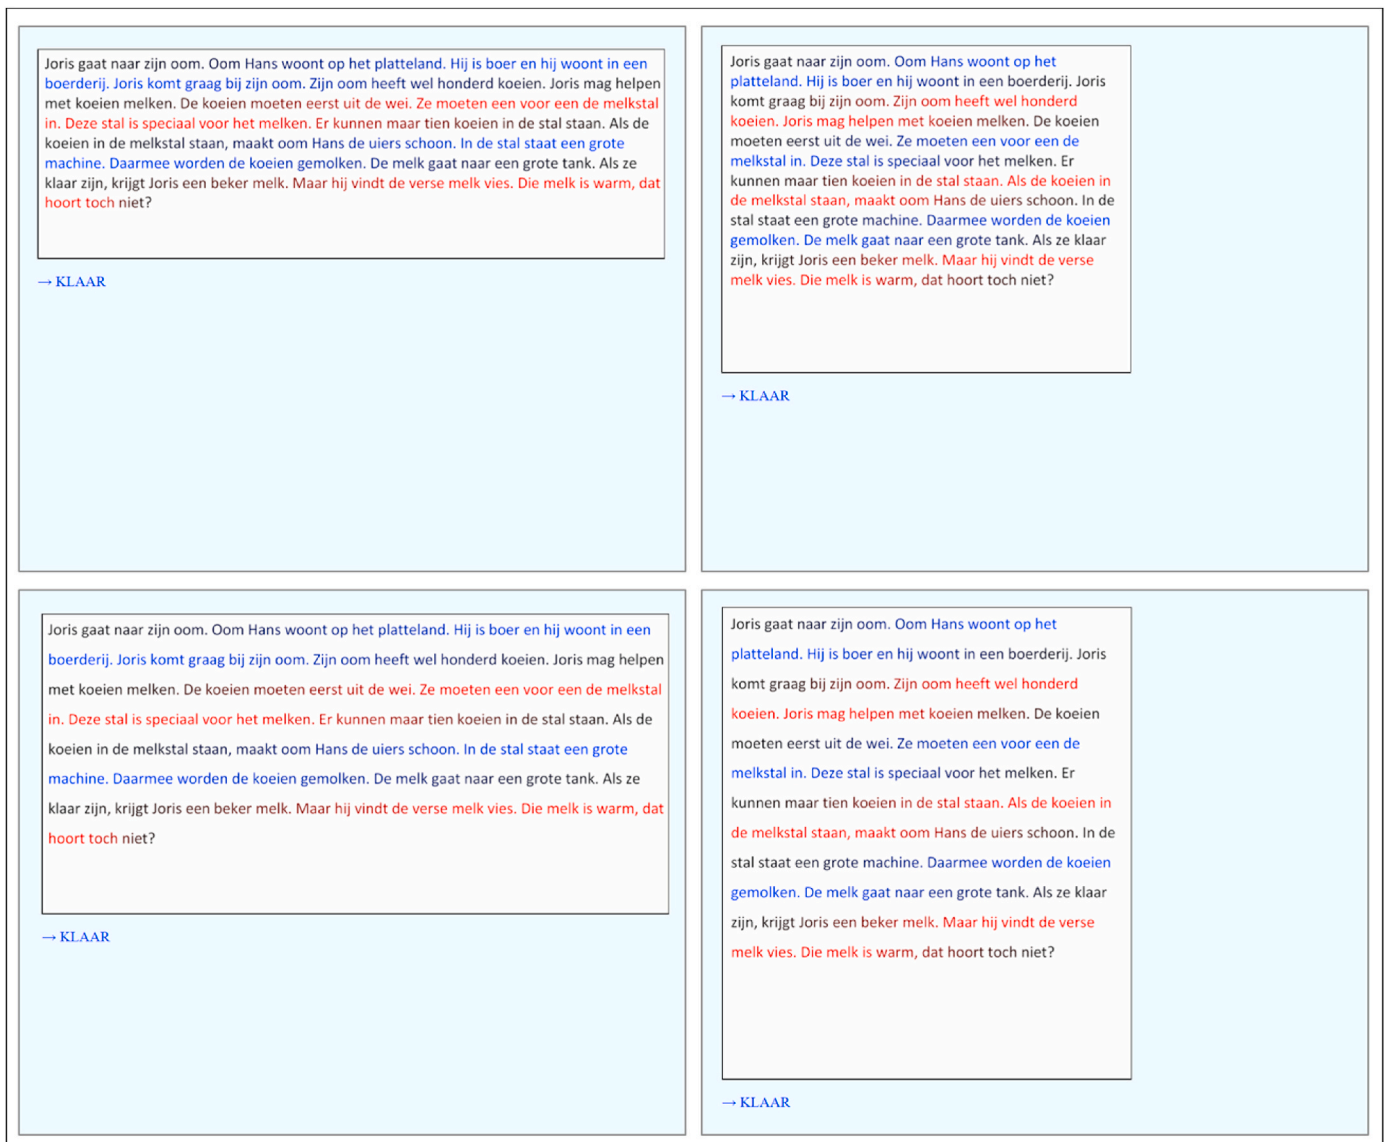 Joris gaat naar zijn oom. Oom Hans woont op het platteland. Hij is boer en hij woont in een
boerderij. Joris komt graag bij zijn oom. Zijn oom heeft wel honderd koeien. Joris mag helpen
met koeien melken. De koeien moeten eerst uit de wei. Ze moeten een voor een de melkstal
in. Deze stal is speciaal voor het melken. Er kunnen maar tien koeien in de stal staan. Als de
koeien in de melkstal staan, maakt oom Hans de uiers schoon. In de stal staat een grote
machine. Daarmee worden de koeien gemolken. De melk gaat naar een grote tank. Als ze
klaar zijn, krijgt Joris een beker melk. Maar hij vindt de verse melk vies. Die melk is warm, dat
hoort toch niet?
→ KLAAR
Joris gaat naar zijn oom. Oom Hans woont op het
platteland. Hij is boer en hij woont in een boerderij. Joris
komt graag bij zijn oom. Zijn oom heeft wel honderd
koeien. Joris mag helpen met koeien melken. De koeien
moeten eerst uit de wei. Ze moeten een voor een de
melkstal in. Deze stal is speciaal voor het melken. Er
kunnen maar tien koeien in de stal staan. Als de koeien in
de melkstal staan, maakt oom Hans de uiers schoon. In de
stal staat een grote machine. Daarmee worden de koeien
gemolken. De melk gaat naar een grote tank. Als ze klaar
zijn, krijgt Joris een beker melk. Maar hij vindt de verse
melk vies. Die melk is warm, dat hoort toch niet?
→ KLAAR
Joris gaat naar zijn oom. Oom Hans woont op het platteland. Hij is boer en hij woont in een
boerderij. Joris komt graag bij zijn oom. Zijn oom heeft wel honderd koeien. Joris mag helpen
met koeien melken. De koeien moeten eerst uit de wei. Ze moeten een voor een de melkstal
in. Deze stal is speciaal voor het melken. Er kunnen maar tien koeien in de stal staan. Als de
koeien in de melkstal staan, maakt oom Hans de uiers schoon. In de stal staat een grote
machine. Daarmee worden de koeien gemolken. De melk gaat naar een grote tank. Als ze
klaar zijn, krijgt Joris een beker melk. Maar hij vindt de verse melk vies. Die melk is warm, dat
hoort toch niet?
→ KLAAR
Joris gaat naar zijn oom. Oom Hans woont op het
platteland. Hij is boer en hij woont in een boerderij. Joris
komt graag bij zijn oom. Zijn oom heeft wel honderd
koeien. Joris mag helpen met koeien melken. De koeien
moeten eerst uit de wei. Ze moeten een voor een de
melkstal in. Deze stal is speciaal voor het melken. Er
kunnen maar tien koeien in de stal staan. Als de koeien in
de melkstal staan, maakt oom Hans de uiers schoon. In de
stal staat een grote machine. Daarmee worden de koeien
gemolken. De melk gaat naar een grote tank. Als ze klaar
zijn, krijgt Joris een beker melk. Maar hij vindt de verse
melk vies. Die melk is warm, dat hoort toch niet?
→ KLAAR